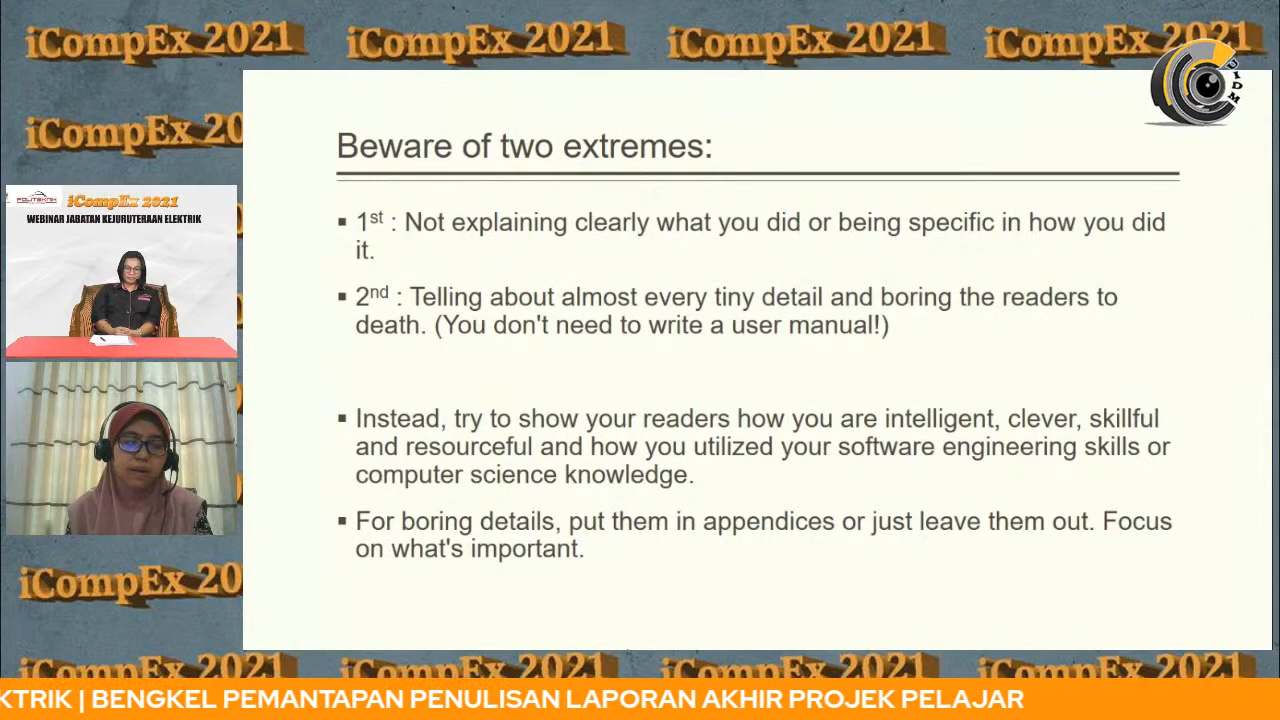 iCompEx 2021 iCompEx 2021 iCompEx 2021 iCompEx 2021
UIDM
iCompEx 20
POLITEKNIK
iCompEx 2021
WEBINAR JABATAN KEJURUTERAAN ELEKTRIK
Beware of two extremes:
▪ 1st : Not explaining clearly what you did or being specific in how you did
it.
▪ 2nd : Telling about almost every tiny detail and boring the readers to
death. (You don't need to write a user manual!)
▪ Instead, try to show your readers how you are intelligent, clever, skillful
and resourceful and how you utilized your software engineering skills or
computer science knowledge.
▪ For boring details, put them in appendices or just leave them out. Focus
on what's important.
iCompEx 20
iCompEx 2021 iCompEx 2021 iCompEx 2021 iCompEx 2021
KTRIK | BENGKEL PEMANTAPAN PENULISAN LAPORAN AKHIR PROJEK PELAJAR